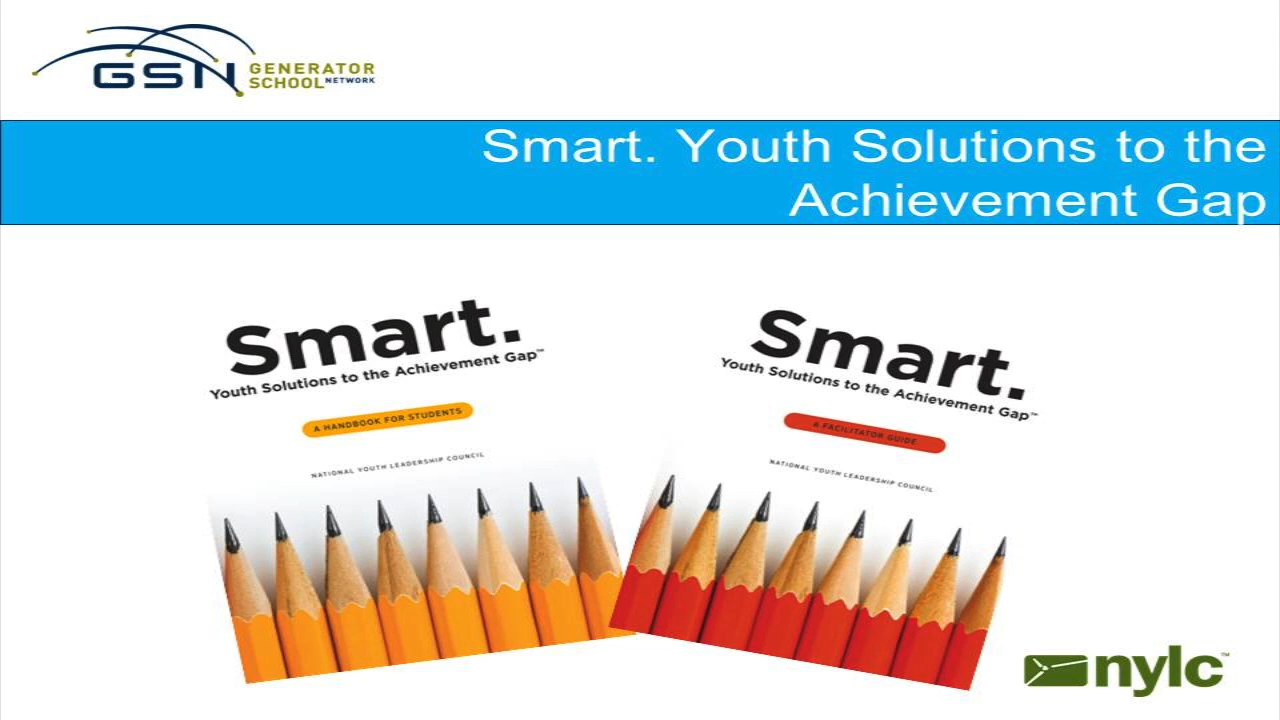 GSN GENERATOR
SCHOOL NETWORK
Smart. Youth Solutions to the
Achievement Gap
Smart.
Youth Solutions to the Achievement Gap™
A HANDBOOK FOR STUDENTS
NATIONAL YOUTH LEADERSHIP COUNCIL
Smart.
Youth Solutions to the Achievement Gap™
A FACILITATOR GUIDE
NATIONAL YOUTH LEADERSHIP COUNCIL
nylc™